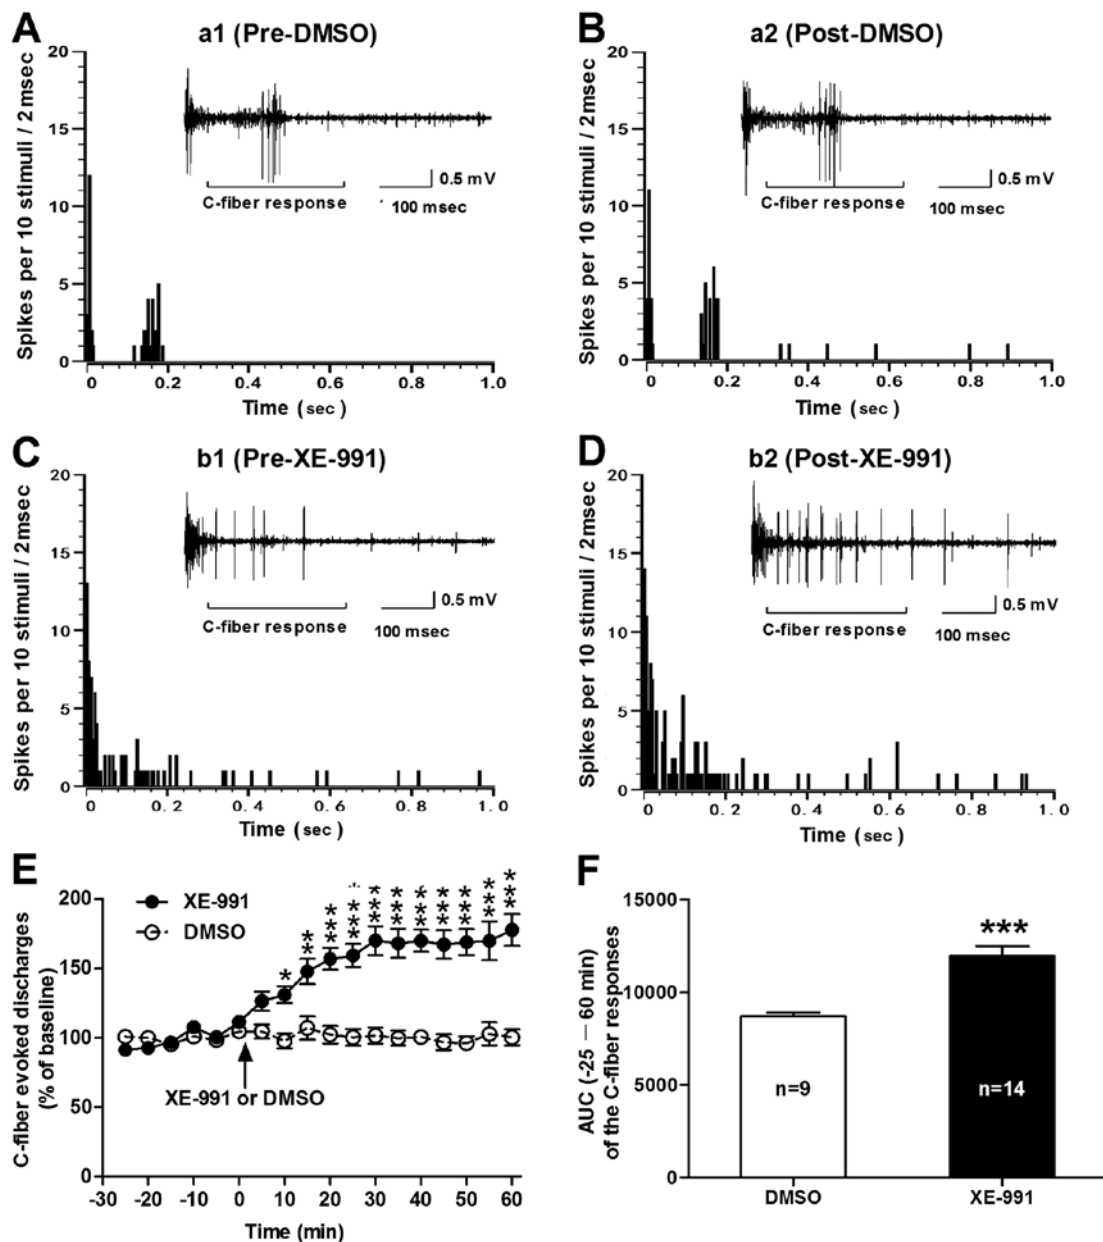 A
a1 (Pre-DMSO)
Spikes per 10 stimuli / 2msec
20
15
10
5
0
0.5 mV
C-fiber response
100 msec
0 0.2 0.4 0.6 0.8 1.0
Time (sec)
B
a2 (Post-DMSO)
Spikes per 10 stimuli / 2msec
20
15
10
5
0
0.5 mV
C-fiber response
100 msec
0 0.2 0.4 0.6 0.8 1.0
Time (sec)
C
b1 (Pre-XE-991)
Spikes per 10 stimuli / 2msec
20
15
10
5
0
0.5 mV
C-fiber response
100 msec
0 0.2 0.4 0.6 0.8 1.0
Time (sec)
D
b2 (Post-XE-991)
Spikes per 10 stimuli / 2msec
20
15
10
5
0
0.5 mV
C-fiber response
100 msec
0 0.2 0.4 0.6 0.8 1.0
Time (sec)
E
C-fiber evoked discharges
(% of baseline)
200
150
100
50
0
XE-991
DMSO
* ** *** *** *** *** *** *** *** *** ***
XE-991 or DMSO
-30 -20 -10 0 10 20 30 40 50 60
Time (min)
F
AUC (-25 — 60 min)
of the C-fiber responses
15000
10000
5000
0
***
n=9
n=14
DMSO
XE-991